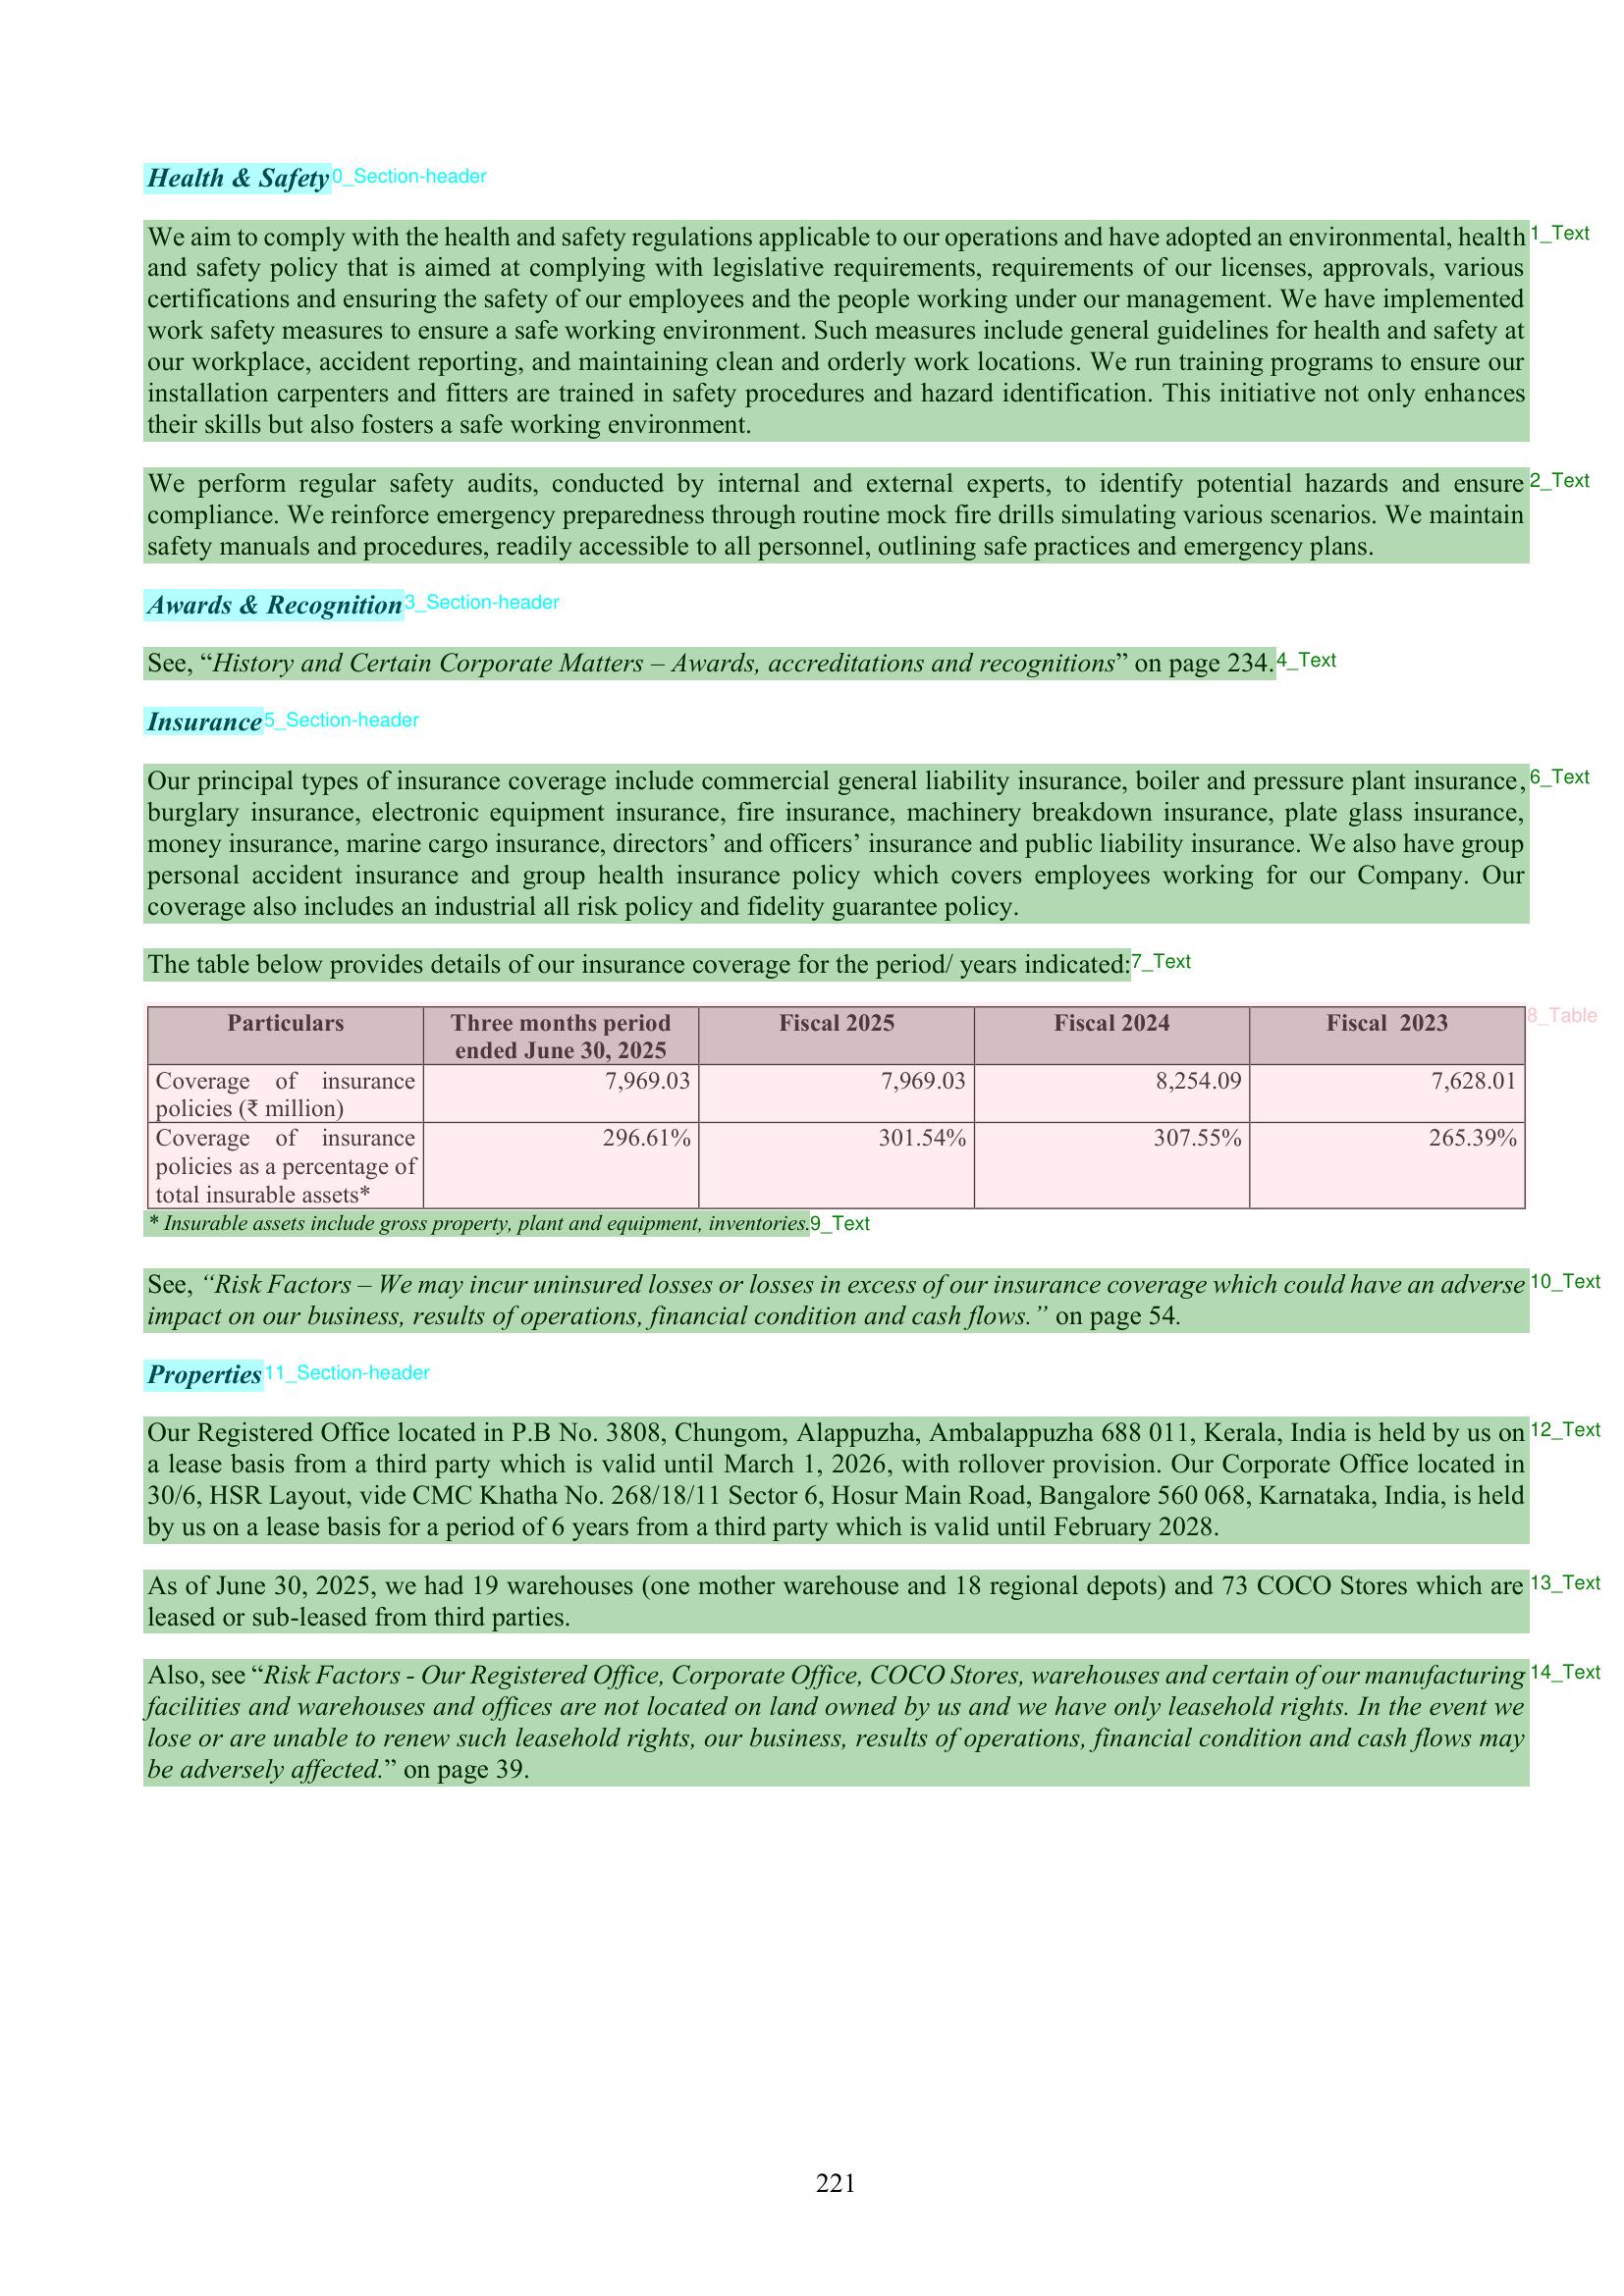 Health & Safety 0_Section-header
We aim to comply with the health and safety regulations applicable to our operations and have adopted an environmental, health 1_Text
and safety policy that is aimed at complying with legislative requirements, requirements of our licenses, approvals, various
certifications and ensuring the safety of our employees and the people working under our management. We have implemented
work safety measures to ensure a safe working environment. Such measures include general guidelines for health and safety at
our workplace, accident reporting, and maintaining clean and orderly work locations. We run training programs to ensure our
installation carpenters and fitters are trained in safety procedures and hazard identification. This initiative not only enhances
their skills but also fosters a safe working environment.
We perform regular safety audits, conducted by internal and external experts, to identify potential hazards and ensure 2_Text
compliance. We reinforce emergency preparedness through routine mock fire drills simulating various scenarios. We maintain
safety manuals and procedures, readily accessible to all personnel, outlining safe practices and emergency plans.
Awards & Recognition 3_Section-header
See, “History and Certain Corporate Matters – Awards, accreditations and recognitions” on page 234. 4_Text
Insurance 5_Section-header
Our principal types of insurance coverage include commercial general liability insurance, boiler and pressure plant insurance, 6_Text
burglary insurance, electronic equipment insurance, fire insurance, machinery breakdown insurance, plate glass insurance,
money insurance, marine cargo insurance, directors’ and officers’ insurance and public liability insurance. We also have group
personal accident insurance and group health insurance policy which covers employees working for our Company. Our
coverage also includes an industrial all risk policy and fidelity guarantee policy.
The table below provides details of our insurance coverage for the period/ years indicated: 7_Text
Particulars Three months period ended June 30, 2025 Fiscal 2025 Fiscal 2024 Fiscal 2023 8_Table
Coverage of insurance policies (₹ million) 7,969.03 7,969.03 8,254.09 7,628.01
Coverage of insurance policies as a percentage of total insurable assets* 296.61% 301.54% 307.55% 265.39%
* Insurable assets include gross property, plant and equipment, inventories. 9_Text
See, “Risk Factors – We may incur uninsured losses or losses in excess of our insurance coverage which could have an adverse 10_Text
impact on our business, results of operations, financial condition and cash flows.” on page 54.
Properties 11_Section-header
Our Registered Office located in P.B No. 3808, Chungom, Alappuzha, Ambalappuzha 688 011, Kerala, India is held by us on 12_Text
a lease basis from a third party which is valid until March 1, 2026, with rollover provision. Our Corporate Office located in
30/6, HSR Layout, vide CMC Khatha No. 268/18/11 Sector 6, Hosur Main Road, Bangalore 560 068, Karnataka, India, is held
by us on a lease basis for a period of 6 years from a third party which is valid until February 2028.
As of June 30, 2025, we had 19 warehouses (one mother warehouse and 18 regional depots) and 73 COCO Stores which are 13_Text
leased or sub-leased from third parties.
Also, see “Risk Factors - Our Registered Office, Corporate Office, COCO Stores, warehouses and certain of our manufacturing 14_Text
facilities and warehouses and offices are not located on land owned by us and we have only leasehold rights. In the event we
lose or are unable to renew such leasehold rights, our business, results of operations, financial condition and cash flows may
be adversely affected.” on page 39.
221